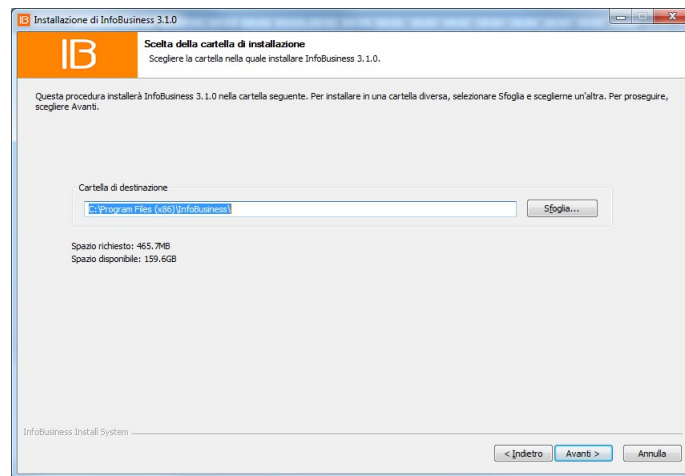 Installazione di InfoBusiness 3.1.0
IB
Scelta della cartella di installazione
Scegliere la cartella nella quale installare InfoBusiness 3.1.0.
Questa procedura installerà InfoBusiness 3.1.0 nella cartella seguente. Per installare in una cartella diversa, selezionare Sfoglia e sceglierne un'altra. Per proseguire,
scegliere Avanti.
Cartella di destinazione
C:\Program Files (x86)\InfoBusiness\
Sfoglia...
Spazio richiesto: 465.7MB
Spazio disponibile: 159.6GB
InfoBusiness Install System
< Indietro
Avanti >
Annulla